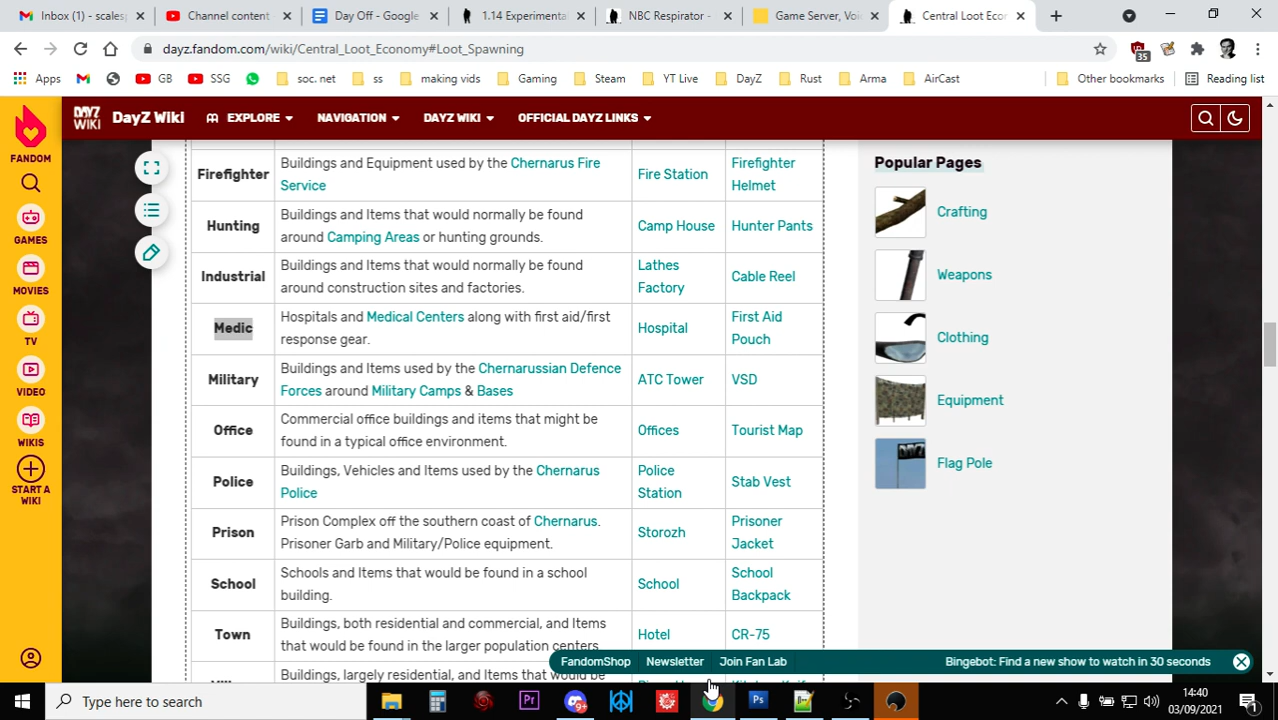 Inbox (1) - scalesp
Channel content -
Day Off - Google
1.14 Experimenta
NBC Respirator -
Game Server, Voi
Central Loot Eco
dayz.fandom.com/wiki/Central_Loot_Economy#Loot_Spawning
35
Apps
GB
SSG
soc. net
ss
making vids
Gaming
Steam
YT Live
DayZ
Rust
Arma
AirCast
Other bookmarks
Reading list
FANDOM
GAMES
MOVIES
TV
VIDEO
WIKIS
START A
WIKI
DAYZ
WIKI
DayZ Wiki
EXPLORE
NAVIGATION
DAYZ WIKI
OFFICIAL DAYZ LINKS
Firefighter
Buildings and Equipment used by the Chernarus Fire
Service
Fire Station
Firefighter
Helmet
Hunting
Buildings and Items that would normally be found
around Camping Areas or hunting grounds.
Camp House
Hunter Pants
Industrial
Buildings and Items that would normally be found
around construction sites and factories.
Lathes
Factory
Cable Reel
Medic
Hospitals and Medical Centers along with first aid/first
response gear.
Hospital
First Aid
Pouch
Military
Buildings and Items used by the Chernarussian Defence
Forces around Military Camps & Bases
ATC Tower
VSD
Office
Commercial office buildings and items that might be
found in a typical office environment.
Offices
Tourist Map
Police
Buildings, Vehicles and Items used by the Chernarus
Police
Police
Station
Stab Vest
Prison
Prison Complex off the southern coast of Chernarus.
Prisoner Garb and Military/Police equipment.
Storozh
Prisoner
Jacket
School
Schools and Items that would be found in a school
building.
School
School
Backpack
Town
Buildings, both residential and commercial, and Items
that would be found in the larger population centers
Hotel
CR-75
Buildings, largely residential, and Items that would be
Popular Pages
Crafting
Weapons
Clothing
Equipment
Flag Pole
FandomShop
Newsletter
Join Fan Lab
Bingebot: Find a new show to watch in 30 seconds
Type here to search
Pr
9+
Ps
14:40
03/09/2021
1